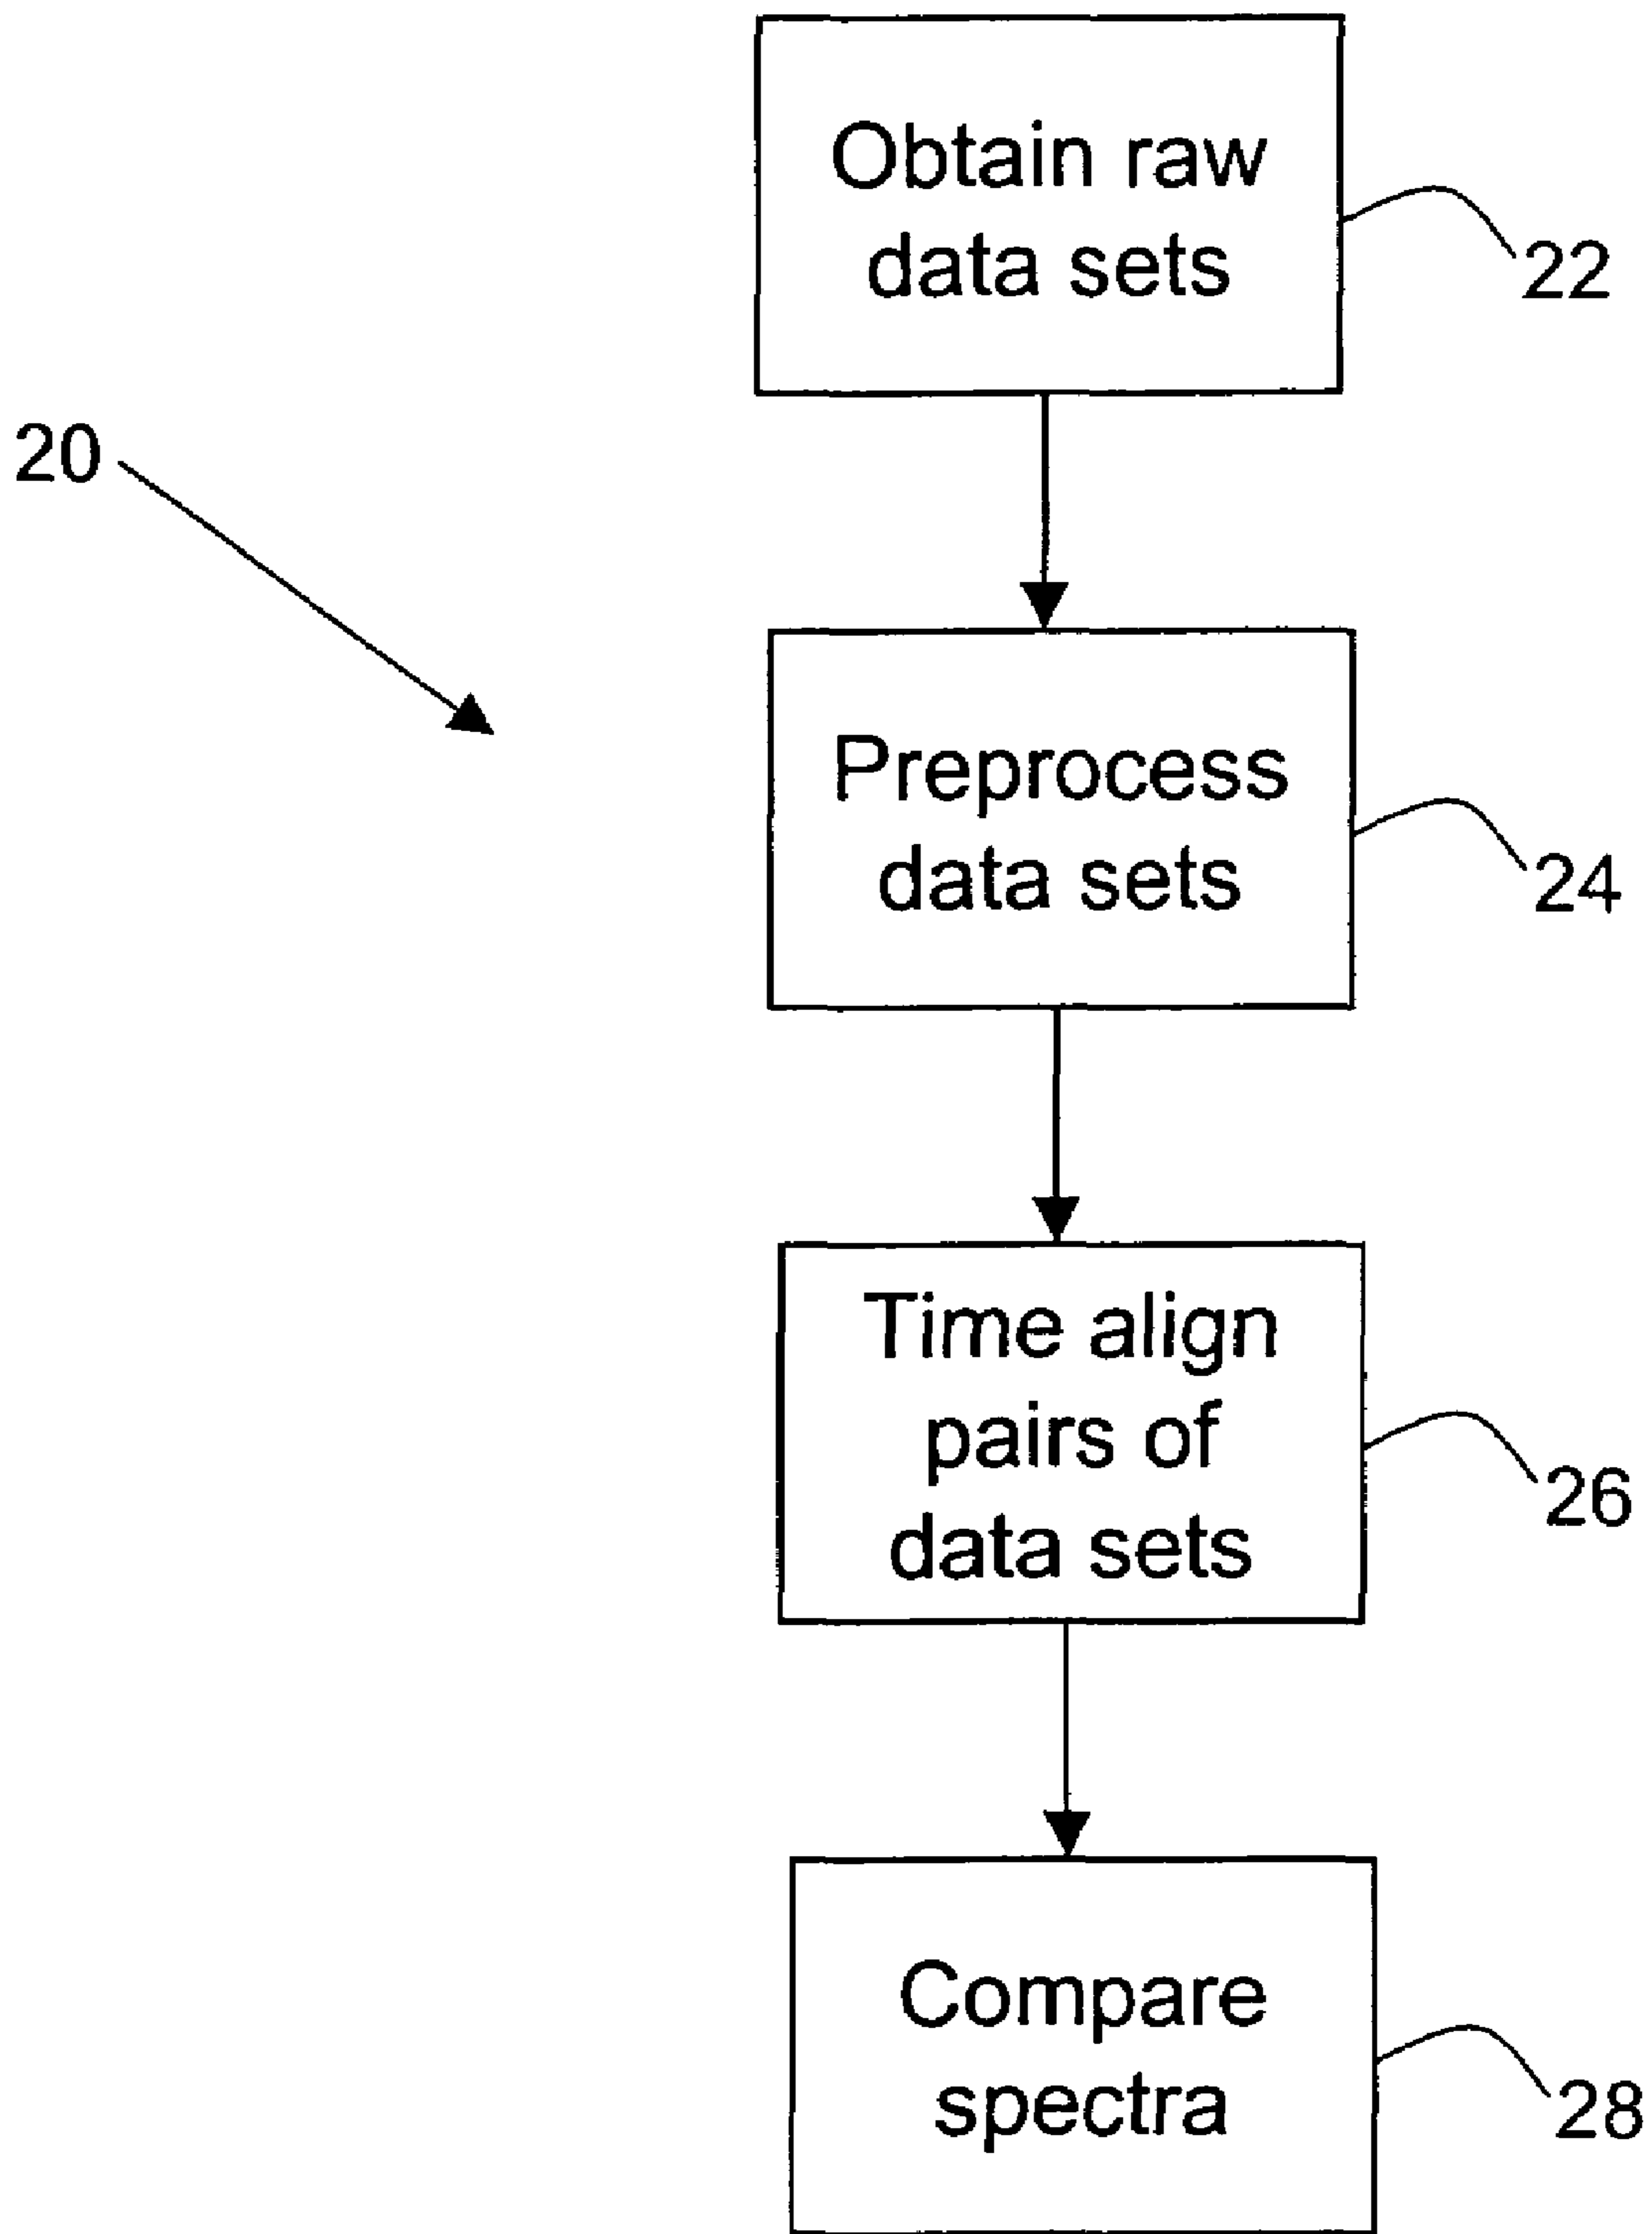 Obtain raw
data sets
22
20
Preprocess
data sets
24
Time align
pairs of
data sets
26
Compare
spectra
28